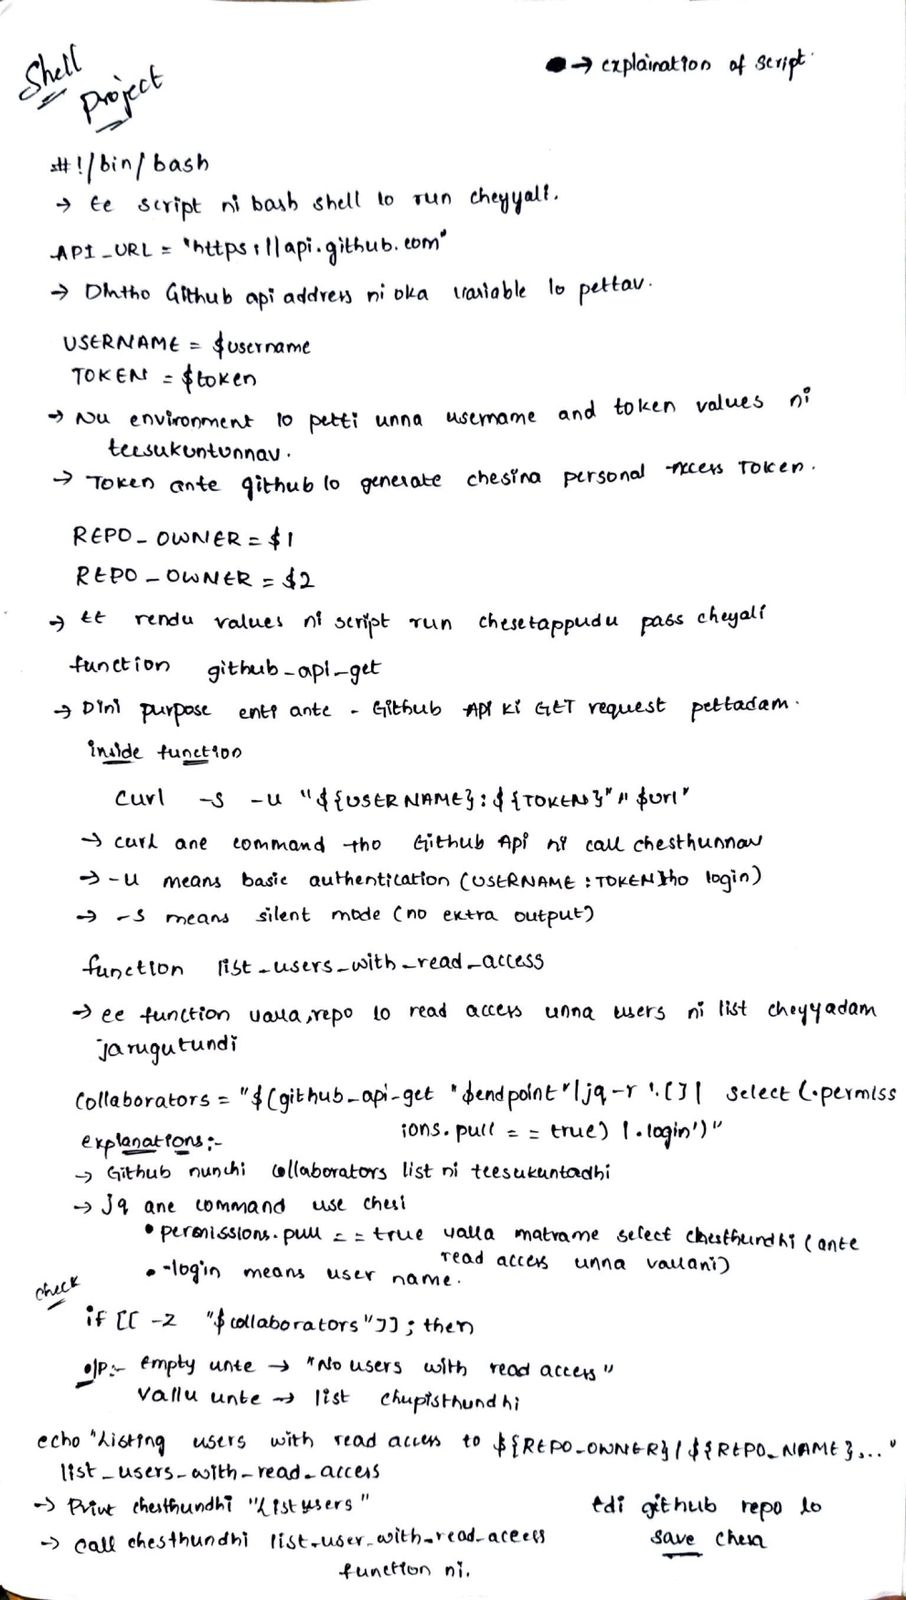 Shell
Project
→ explaination of script.
#!/bin/bash
→ Ee script ni bash shell lo run cheyyali.
API_URL = "https://api.github.com"
→ Dhntho Github api address ni oka variable lo pettav.
USERNAME = $username
TOKEN = $token
→ Nu environment lo petti unna username and token values ni
teesukuntunnav.
→ Token ante github lo generate chesina personal access TOKEN.
REPO_OWNER = $1
REPO_OWNER = $2
→ EE rendu values ni script run chesetappudu pass cheyali
function github_api_get
→ Dini purpose enti ante - Github API ki GET request pettadam.
inside function
curl -s -u "${USERNAME}:${TOKEN}" "$url"
→ curl ane command tho Github Api ni call chesthunnav
→ -u means basic authentication (USERNAME:TOKEN tho login)
→ -s means silent mode (no extra output)
function list_users_with_read_access
→ ee function valla, repo lo read access unna users ni list cheyyadam
jarugutundi
collaborators = "$(github_api_get "$endpoint" | jq -r '.[] | select (.permiss
ions.pull == true) | .login')"
explanations:-
→ Github nunchi collaborators list ni teesukuntadhi
→ Jq ane command use chesi
• permissions.pull == true valla matrame select chesthundhi (ante
read access unna vallani)
• -login means user name.
check
if [[ -z "$collaborators" ]]; then
o/p:- empty unte → "No users with read access"
Vallu unte → list chupisthundhi
echo "Listing users with read access to ${REPO_OWNER}/${REPO_NAME}..."
list_users_with_read_access
→ Print chesthundhi "List users"
→ call chesthundhi list_user_with_read_access
function ni.
Edi github repo lo
save chesa